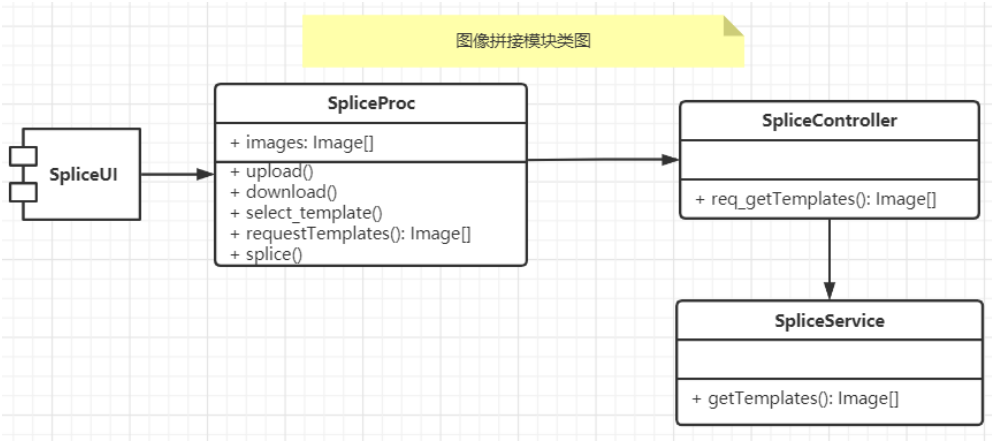 图像拼接模块类图
SpliceUI
SpliceProc
+ images: Image[]
+ upload()
+ download()
+ select_template()
+ requestTemplates(): Image[]
+ splice()
SpliceController
+ req_getTemplates(): Image[]
SpliceService
+ getTemplates(): Image[]